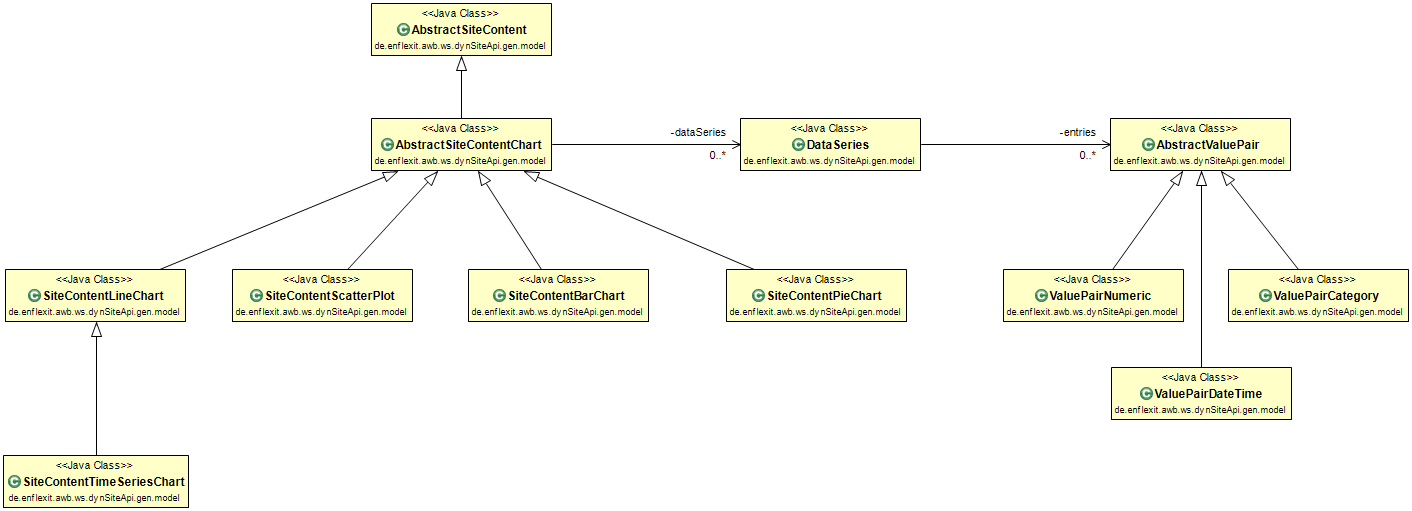 <<Java Class>>
AbstractSiteContent
de.enflexit.awb.ws.dynSiteApi.gen.model
<<Java Class>>
AbstractSiteContentChart
de.enflexit.awb.ws.dynSiteApi.gen.model
-dataSeries
0..*
<<Java Class>>
DataSeries
de.enflexit.awb.ws.dynSiteApi.gen.model
-entries
0..*
<<Java Class>>
AbstractValuePair
de.enflexit.awb.ws.dynSiteApi.gen.model
<<Java Class>>
SiteContentLineChart
de.enflexit.awb.ws.dynSiteApi.gen.model
<<Java Class>>
SiteContentScatterPlot
de.enflexit.awb.ws.dynSiteApi.gen.model
<<Java Class>>
SiteContentBarChart
de.enflexit.awb.ws.dynSiteApi.gen.model
<<Java Class>>
SiteContentPieChart
de.enflexit.awb.ws.dynSiteApi.gen.model
<<Java Class>>
ValuePairNumeric
de.enflexit.awb.ws.dynSiteApi.gen.model
<<Java Class>>
ValuePairCategory
de.enflexit.awb.ws.dynSiteApi.gen.model
<<Java Class>>
ValuePairDateTime
de.enflexit.awb.ws.dynSiteApi.gen.model
<<Java Class>>
SiteContentTimeSeriesChart
de.enflexit.awb.ws.dynSiteApi.gen.model